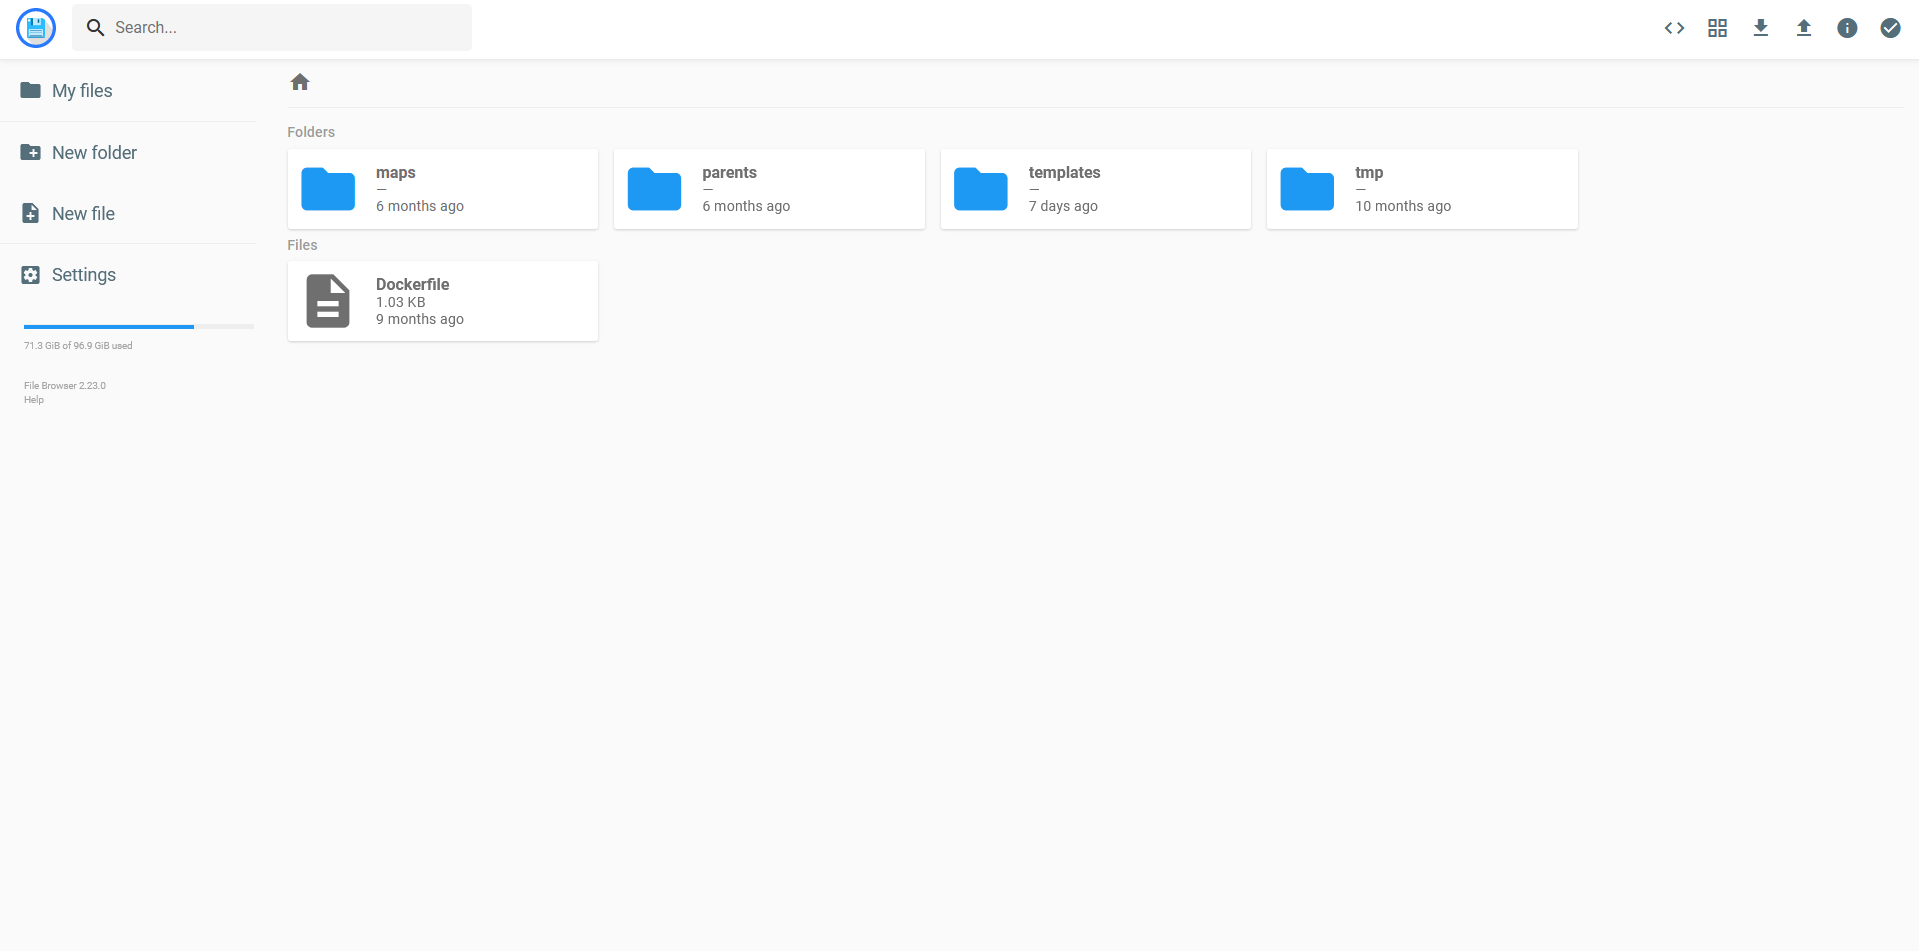 Search...
My files
New folder
New file
Settings
71.3 GiB of 96.9 GiB used
File Browser 2.23.0
Help
Folders
maps
—
6 months ago
parents
—
6 months ago
templates
—
7 days ago
tmp
—
10 months ago
Files
Dockerfile
1.03 KB
9 months ago